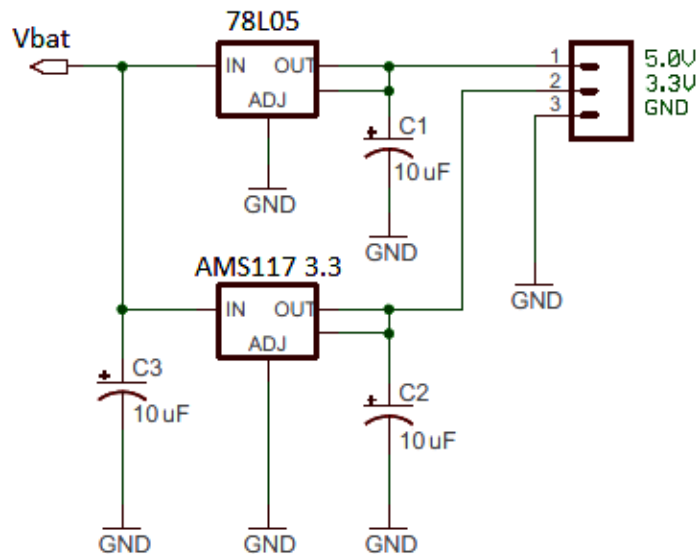 78L05
Vbat
IN OUT
ADJ
1 5.0V
2 3.3V
3 GND
C1
10uF
GND
GND
AMS117 3.3
GND
IN OUT
ADJ
C3
10uF
C2
10uF
GND
GND
GND